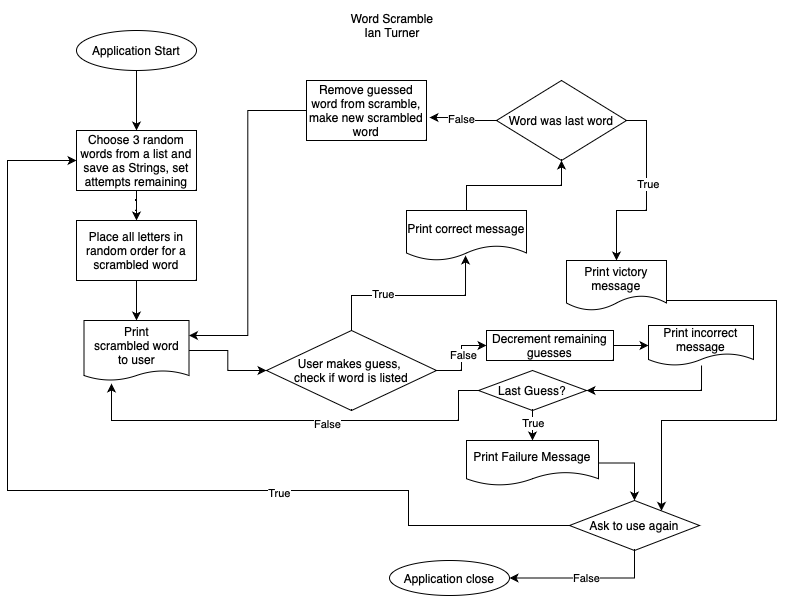 Word Scramble
Ian Turner
Application Start
Choose 3 random
words from a list and
save as Strings, set
attempts remaining
Place all letters in
random order for a
scrambled word
Print
scrambled word
to user
User makes guess,
check if word is listed
True
Print correct message
Word was last word
False
Remove guessed
word from scramble,
make new scrambled
word
True
Print victory
message
False
Decrement remaining
guesses
Print incorrect
message
Last Guess?
False
True
Print Failure Message
Ask to use again
True
False
Application close